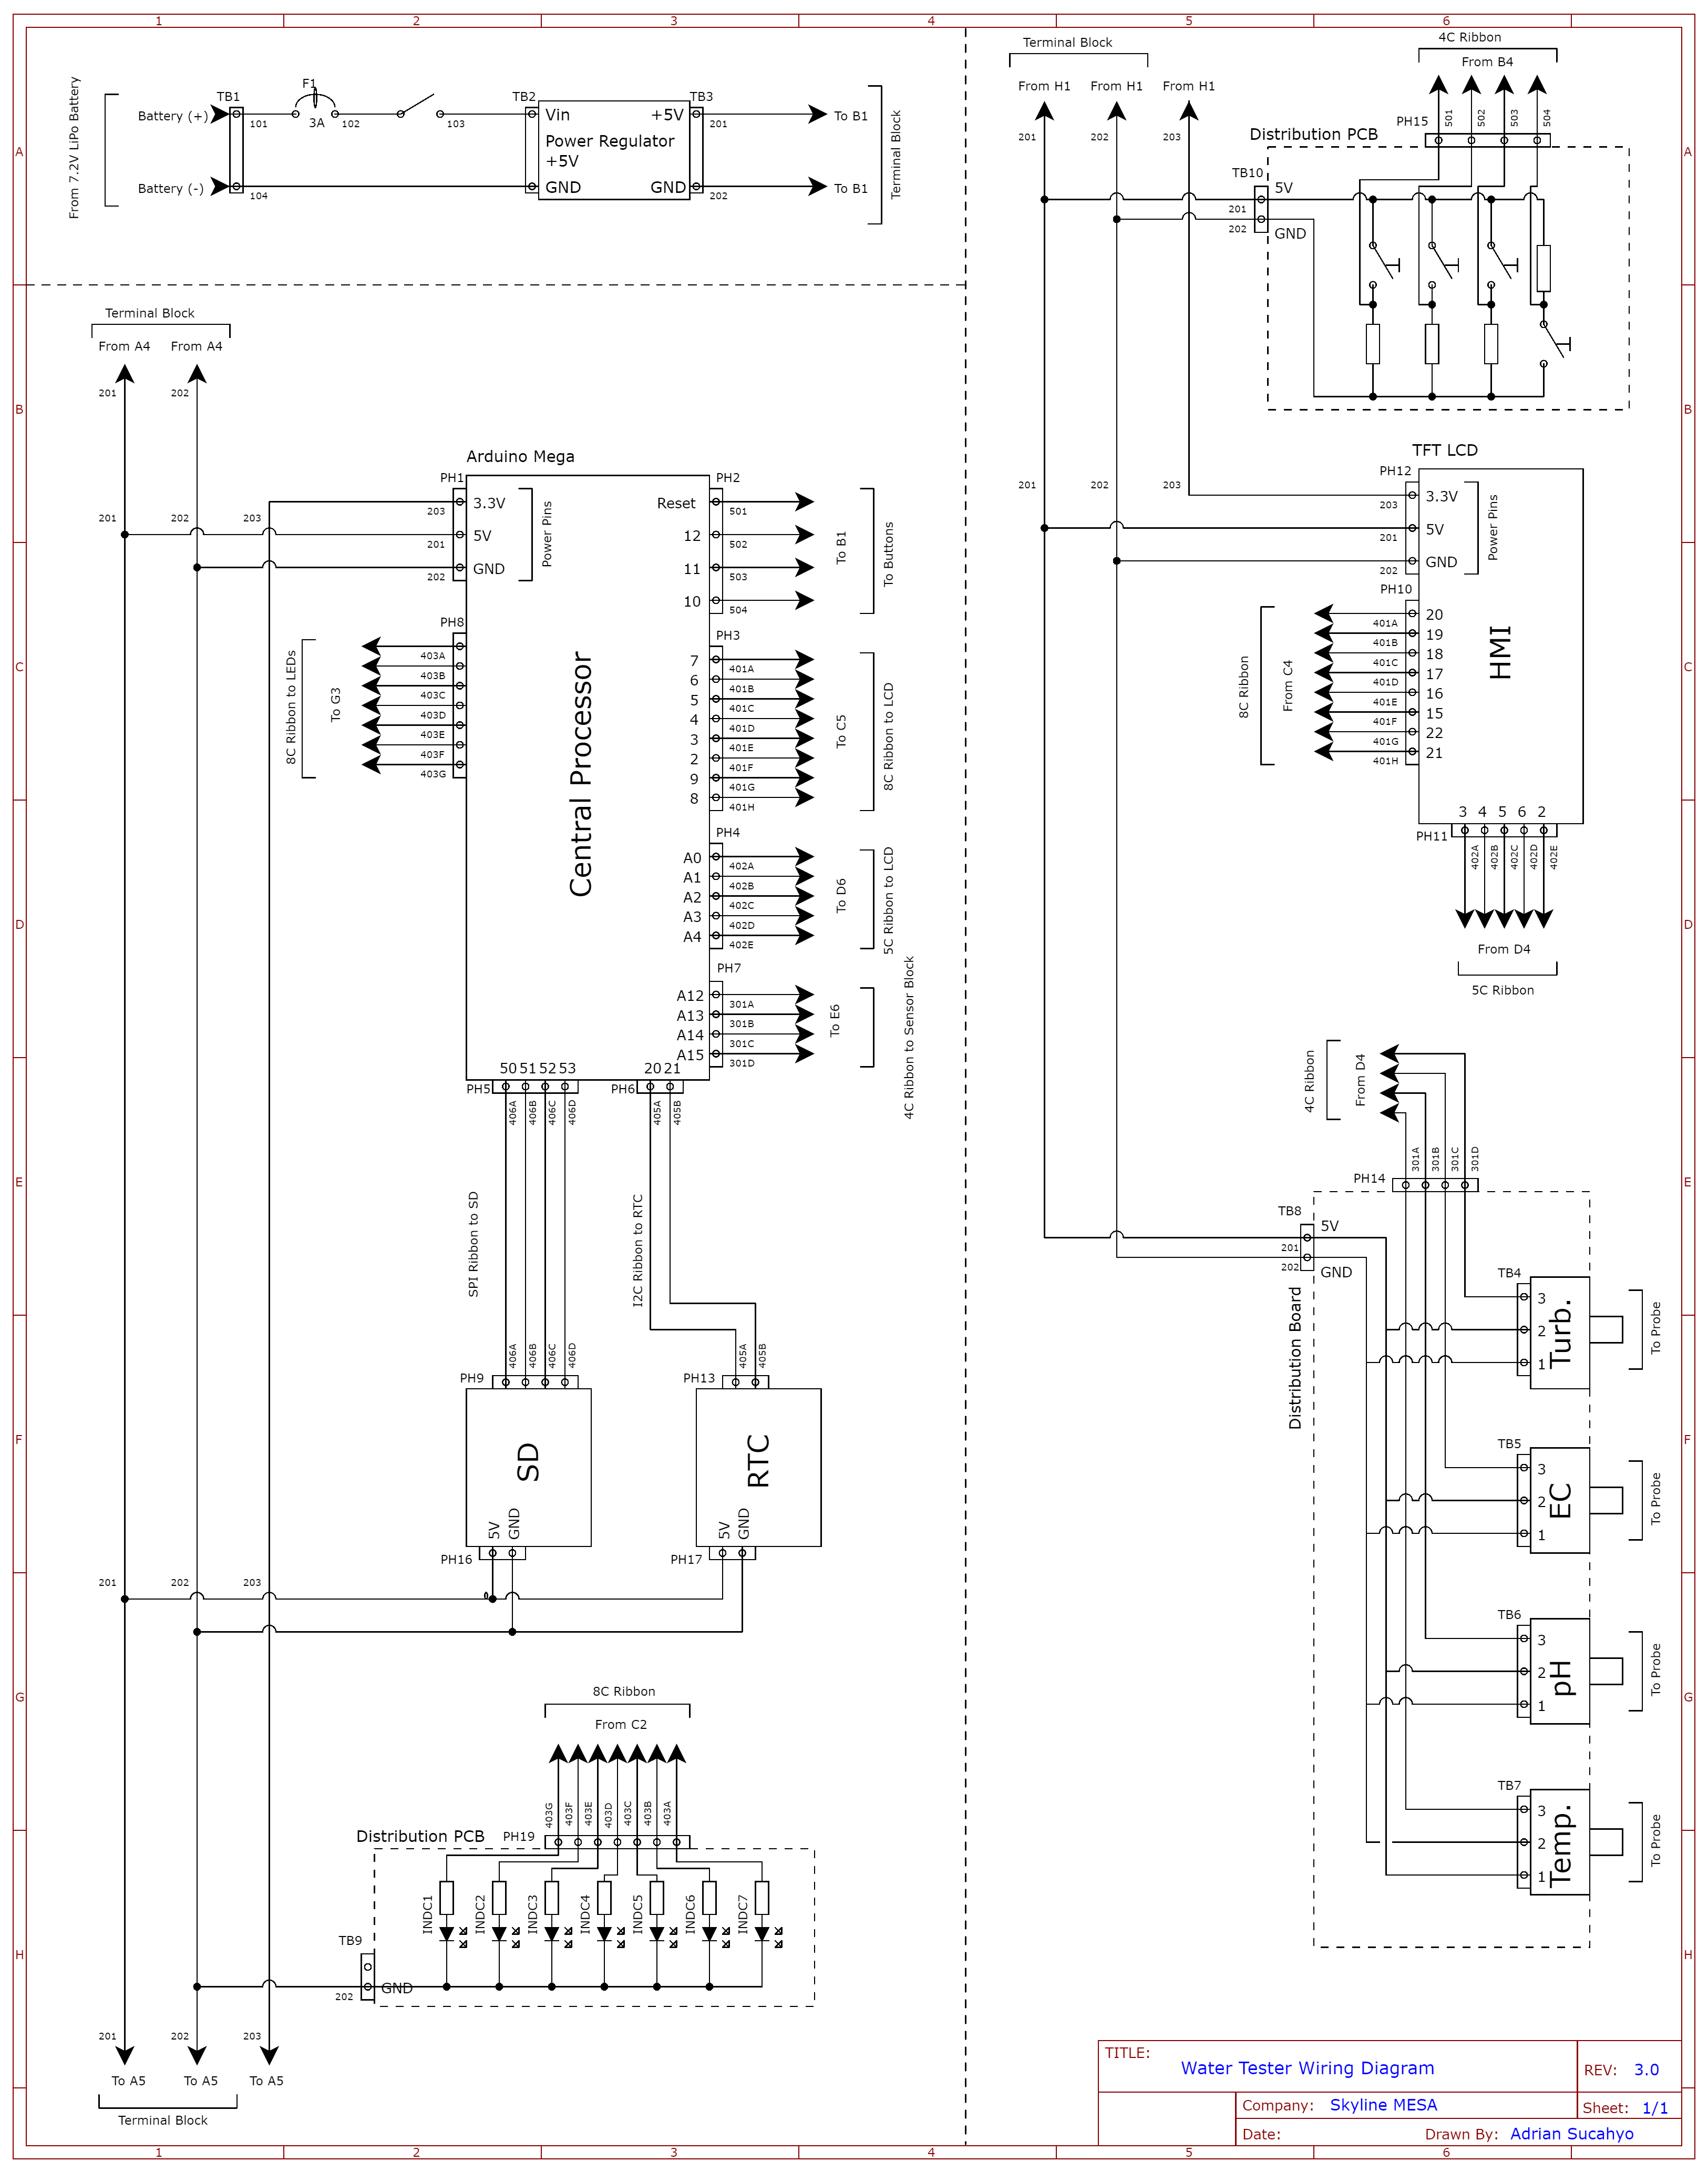 1 2 3 4 5 6
A
B
C
D
E
F
G
H
From 7.2V LiPo Battery
Battery (+)
Battery (-)
TB1
F1
3A
101
102
103
104
TB2
Vin
+5V
Power Regulator
+5V
GND
GND
TB3
201
202
To B1
To B1
Terminal Block
Terminal Block
From A4
From A4
201
202
201
202
203
Arduino Mega
PH1
3.3V
5V
GND
203
201
202
Power Pins
PH8
403A
403B
403C
403D
403E
403F
403G
8C Ribbon to LEDs
To G3
Central Processor
PH2
Reset
12
11
10
501
502
503
504
To B1
To Buttons
PH3
7
6
5
4
3
2
9
8
401A
401B
401C
401D
401E
401F
401G
401H
To C5
8C Ribbon to LCD
PH4
A0
A1
A2
A3
A4
402A
402B
402C
402D
402E
To D6
5C Ribbon to LCD
PH7
A12
A13
A14
A15
301A
301B
301C
301D
To E6
4C Ribbon to Sensor Block
50 51 52 53
20 21
PH5
406A
406B
406C
406D
PH6
405A
405B
SPI Ribbon to SD
I2C Ribbon to RTC
406A
406B
406C
406D
405A
405B
PH9
SD
5V
GND
PH16
PH13
RTC
5V
GND
PH17
201
202
203
8C Ribbon
From C2
403G
403F
403E
403D
403C
403B
403A
Distribution PCB
PH19
INDC1
INDC2
INDC3
INDC4
INDC5
INDC6
INDC7
TB9
202
GND
201
202
203
To A5
To A5
To A5
Terminal Block
Terminal Block
From H1
From H1
From H1
201
202
203
4C Ribbon
From B4
501
502
503
504
PH15
Distribution PCB
TB10
5V
201
202
GND
201
202
203
TFT LCD
PH12
3.3V
5V
GND
203
201
202
Power Pins
PH10
20
19
18
17
16
15
22
21
401A
401B
401C
401D
401E
401F
401G
401H
8C Ribbon
From C4
HMI
3 4 5 6 2
PH11
402A
402B
402C
402D
402E
From D4
5C Ribbon
4C Ribbon
From D4
301A
301B
301C
301D
PH14
TB8
5V
201
202
GND
Distribution Board
TB4
3
2
1
Turb.
To Probe
TB5
3
2
1
EC
To Probe
TB6
3
2
1
pH
To Probe
TB7
3
2
1
Temp.
To Probe
TITLE:
Water Tester Wiring Diagram
REV: 3.0
Company: Skyline MESA
Sheet: 1/1
Date:
Drawn By: Adrian Sucahyo
A
B
C
D
E
F
G
H
1 2 3 4 5 6